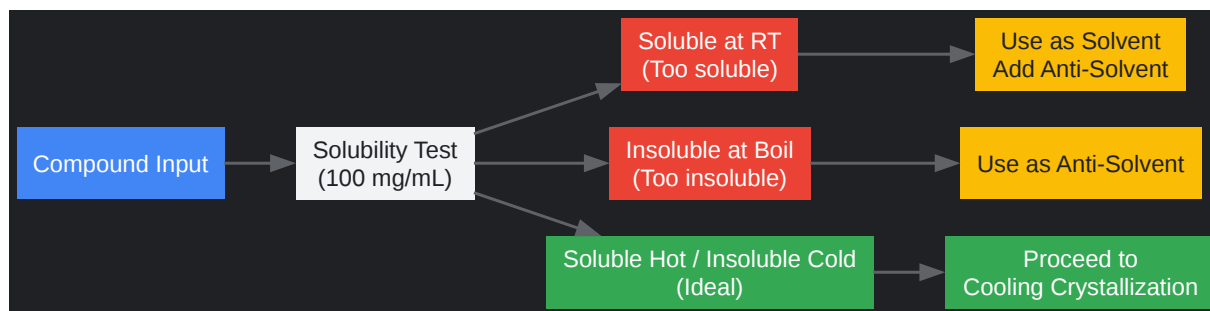 Compound Input
Solubility Test
(100 mg/mL)
Soluble at RT
(Too soluble)
Use as Solvent
Add Anti-Solvent
Insoluble at Boil
(Too insoluble)
Use as Anti-Solvent
Soluble Hot / Insoluble Cold
(Ideal)
Proceed to
Cooling Crystallization